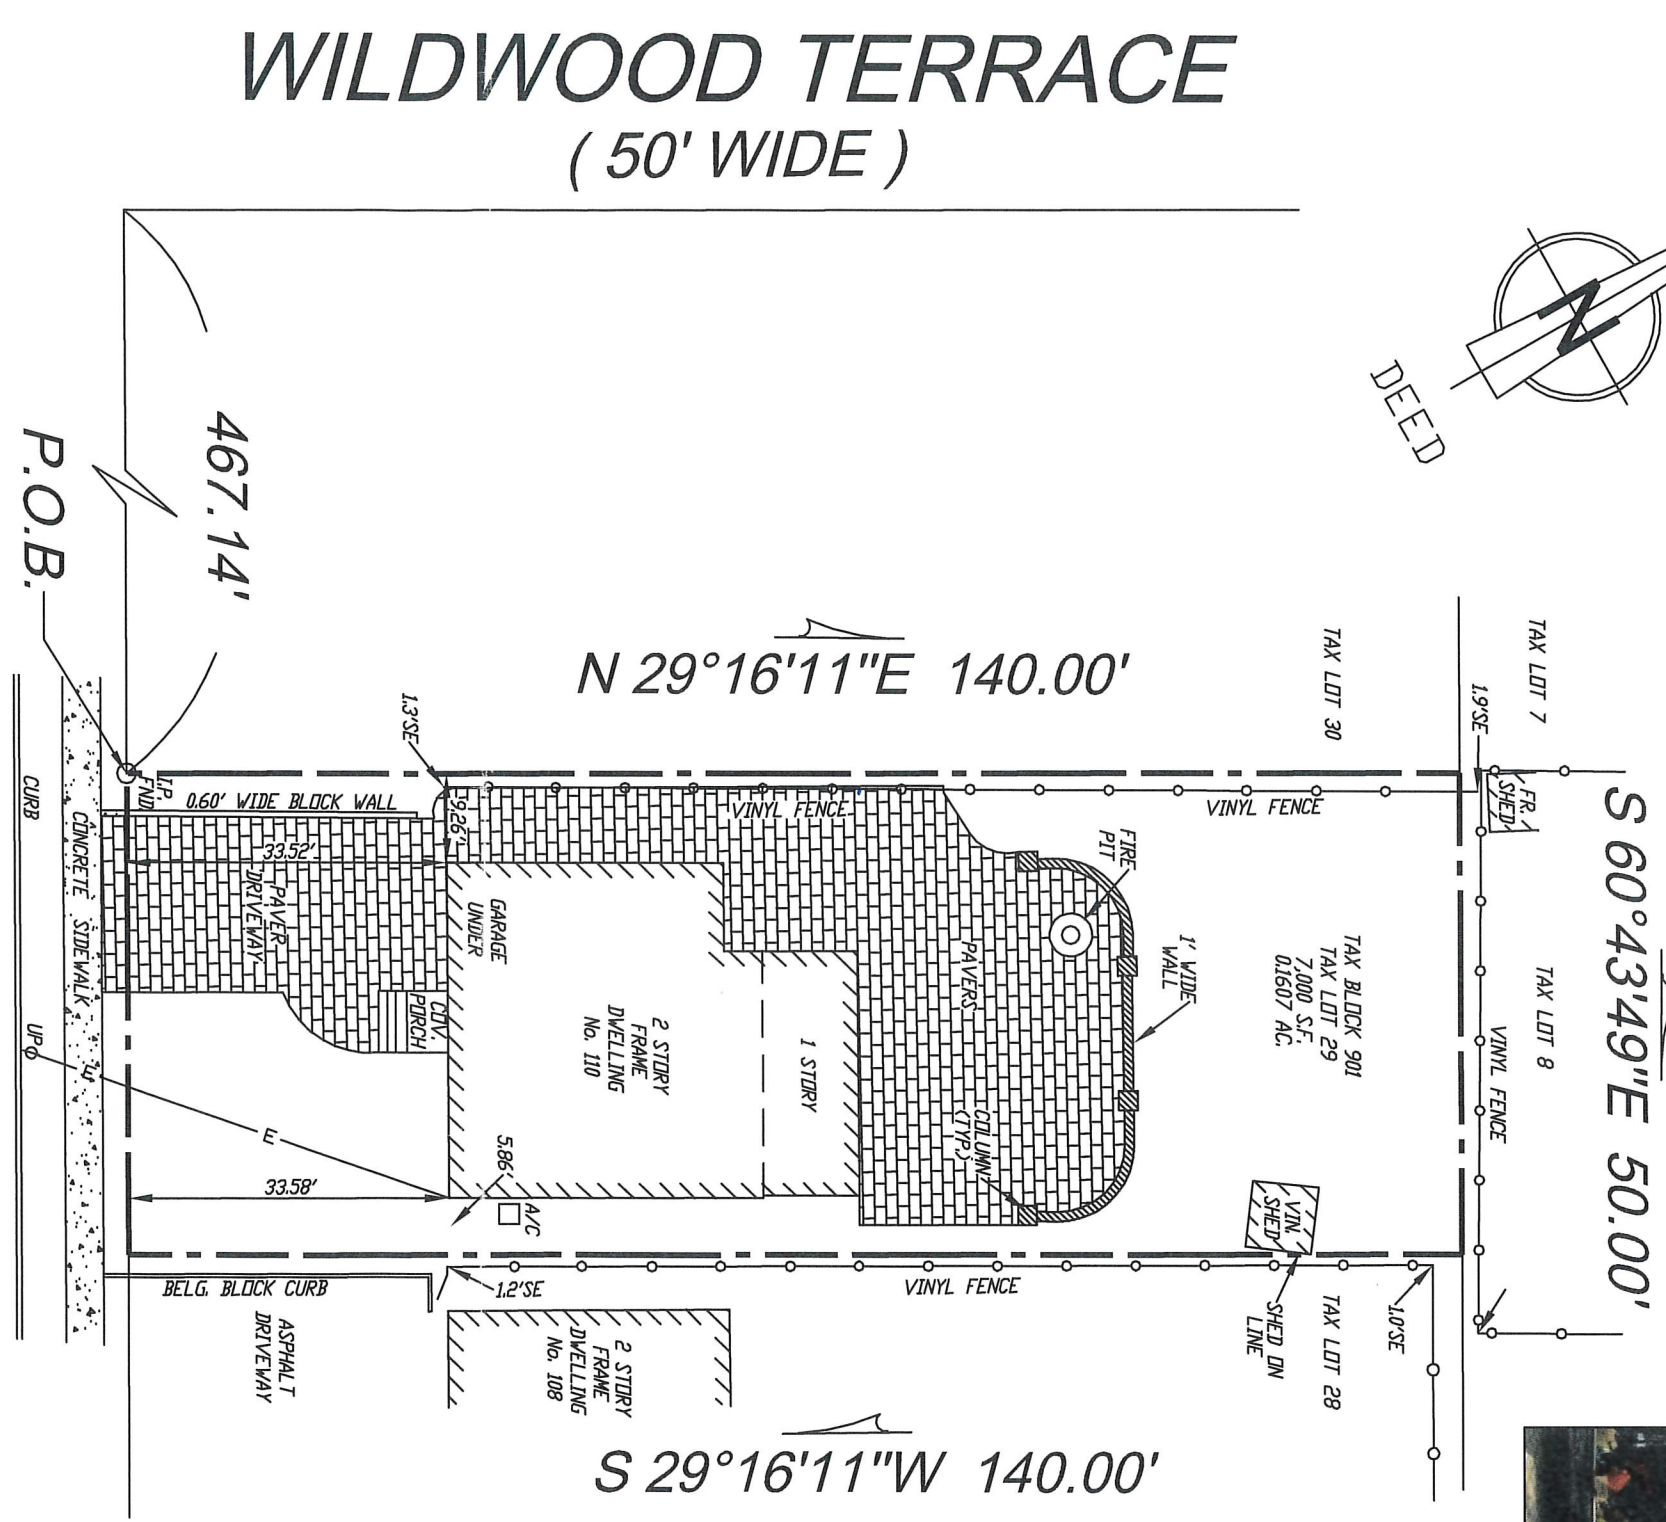 WILDWOOD TERRACE
( 50' WIDE )
N
DEED
467.14'
P.O.B.
N 29°16'11"E 140.00'
TAX LOT 30
TAX LOT 7
1.9'SE
1.3'SE
FR.
SHED
I.P.
FND.
0.60' WIDE BLOCK WALL
9.26'
VINYL FENCE
VINYL FENCE
S 60°43'49"E 50.00'
CURB
CONCRETE SIDEWALK
33.52'
PAVER
DRIVEWAY
GARAGE
UNDER
FIRE
PIT
PAVERS
1' WIDE
WALL
TAX BLOCK 901
TAX LOT 29
7,000 S.F.
0.1607 AC.
TAX LOT 8
VINYL FENCE
COV.
PORCH
2 STORY
FRAME
DWELLING
No. 110
1 STORY
COLUMN
(TYP.)
UP
E
E
33.58'
5.86'
A/C
VIN.
SHED
BELG. BLOCK CURB
1.2'SE
VINYL FENCE
SHED ON
LINE
TAX LOT 28
1.0'SE
ASPHALT
DRIVEWAY
2 STORY
FRAME
DWELLING
No. 108
S 29°16'11"W 140.00'